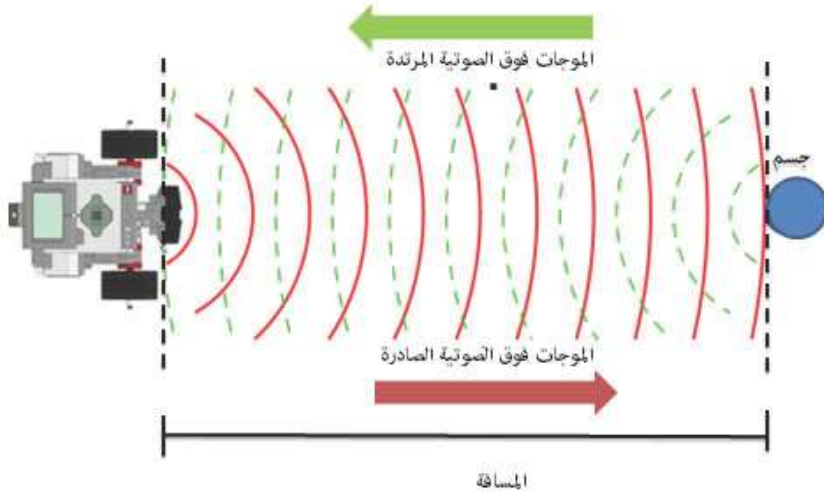 الموجات فوق الصوتية المرتدة
جسم
الموجات فوق الصوتية الصادرة
المسافة